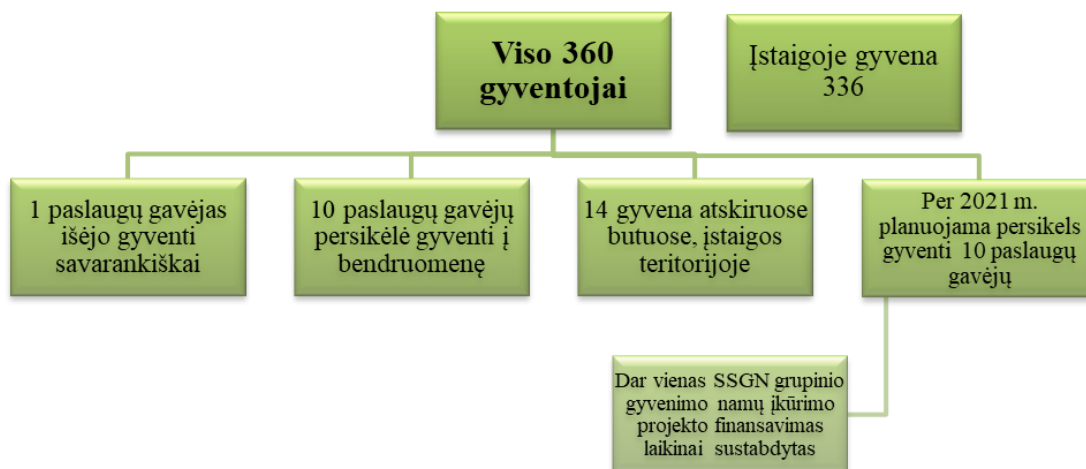 Viso 360
gyventojai
Įstaigoje gyvena
336
1 paslaugų gavėjas
išėjo gyventi
savarankiškai
10 paslaugų gavėjų
persikėlė gyventi į
bendruomenę
14 gyvena atskiruose
butuose, įstaigos
teritorijoje
Per 2021 m.
planuojama persikels
gyventi 10 paslaugų
gavėjų
Dar vienas SSGN grupinio
gyvenimo namų įkūrimo
projekto finansavimas
laikinai sustabdytas